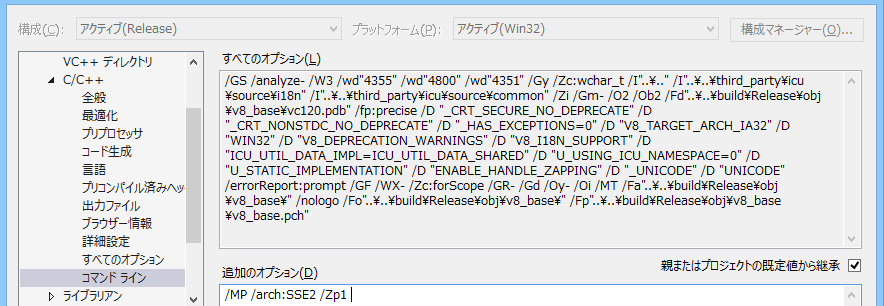 構成(C): アクティブ(Release) プラットフォーム(P): アクティブ(Win32) 構成マネージャー(O)...
VC++ ディレクトリ
C/C++
全般
最適化
プリプロセッサ
コード生成
言語
プリコンパイル済みヘッ
出力ファイル
ブラウザー情報
詳細設定
すべてのオプション
コマンド ライン
ライブラリアン
すべてのオプション(L)
/GS /analyze- /W3 /wd"4355" /wd"4800" /wd"4351" /Gy /Zc:wchar_t /I"..¥.." /I"..¥..¥third_party¥icu
¥source¥i18n" /I"..¥..¥third_party¥icu¥source¥common" /Zi /Gm- /O2 /Ob2 /Fd"..¥..¥build¥Release¥obj
¥v8_base¥vc120.pdb" /fp:precise /D "_CRT_SECURE_NO_DEPRECATE" /D
"_CRT_NONSTDC_NO_DEPRECATE" /D "_HAS_EXCEPTIONS=0" /D "V8_TARGET_ARCH_IA32" /D
"WIN32" /D "V8_DEPRECATION_WARNINGS" /D "V8_I18N_SUPPORT" /D
"ICU_UTIL_DATA_IMPL=ICU_UTIL_DATA_SHARED" /D "U_USING_ICU_NAMESPACE=0" /D
"U_STATIC_IMPLEMENTATION" /D "ENABLE_HANDLE_ZAPPING" /D "_UNICODE" /D "UNICODE"
/errorReport:prompt /GF /WX- /Zc:forScope /GR- /Gd /Oy- /Oi /MT /Fa"..¥..¥build¥Release¥obj
¥v8_base¥" /nologo /Fo"..¥..¥build¥Release¥obj¥v8_base¥" /Fp"..¥..¥build¥Release¥obj¥v8_base
¥v8_base.pch"
親またはプロジェクトの既定値から継承
追加のオプション(D)
/MP /arch:SSE2 /Zp1